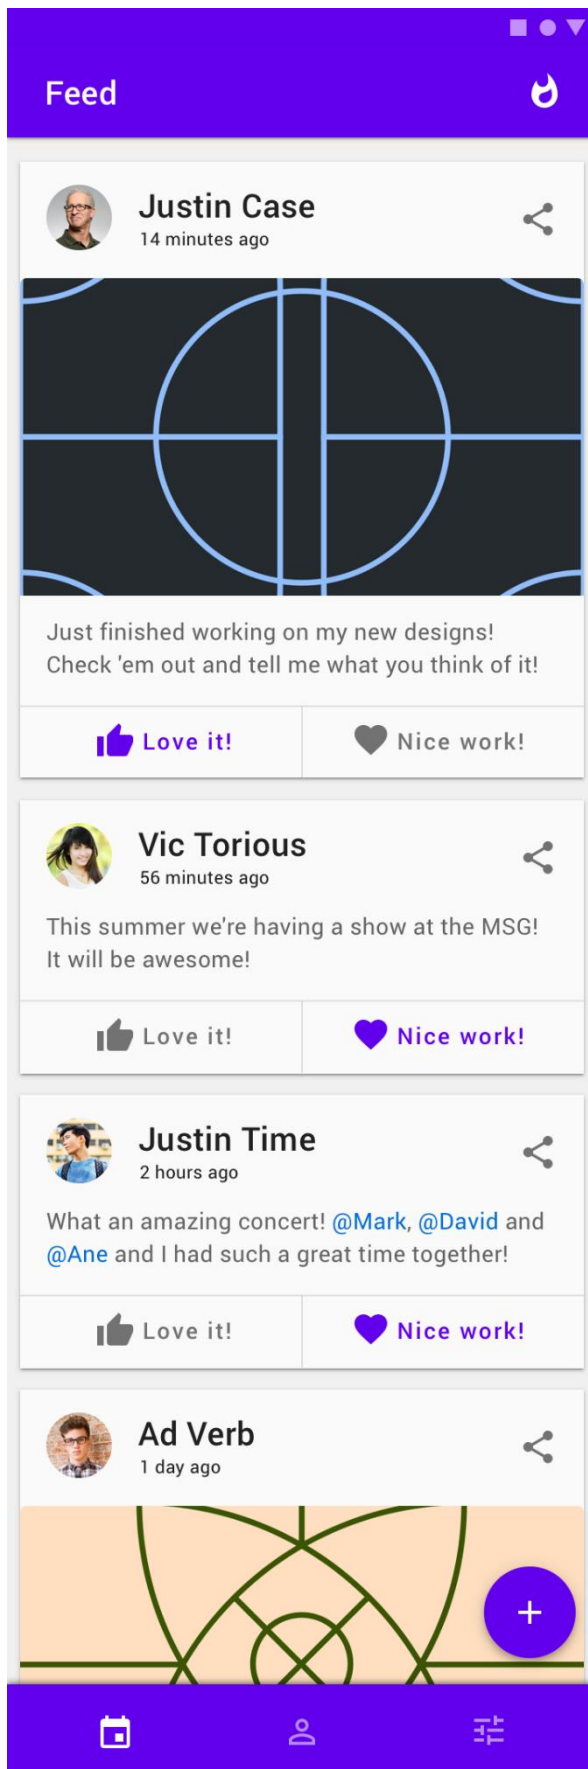 Feed
Justin Case
14 minutes ago
Just finished working on my new designs!
Check 'em out and tell me what you think of it!
Love it!
Nice work!
Vic Torious
56 minutes ago
This summer we're having a show at the MSG!
It will be awesome!
Love it!
Nice work!
Justin Time
2 hours ago
What an amazing concert! @Mark, @David and
@Ane and I had such a great time together!
Love it!
Nice work!
Ad Verb
1 day ago